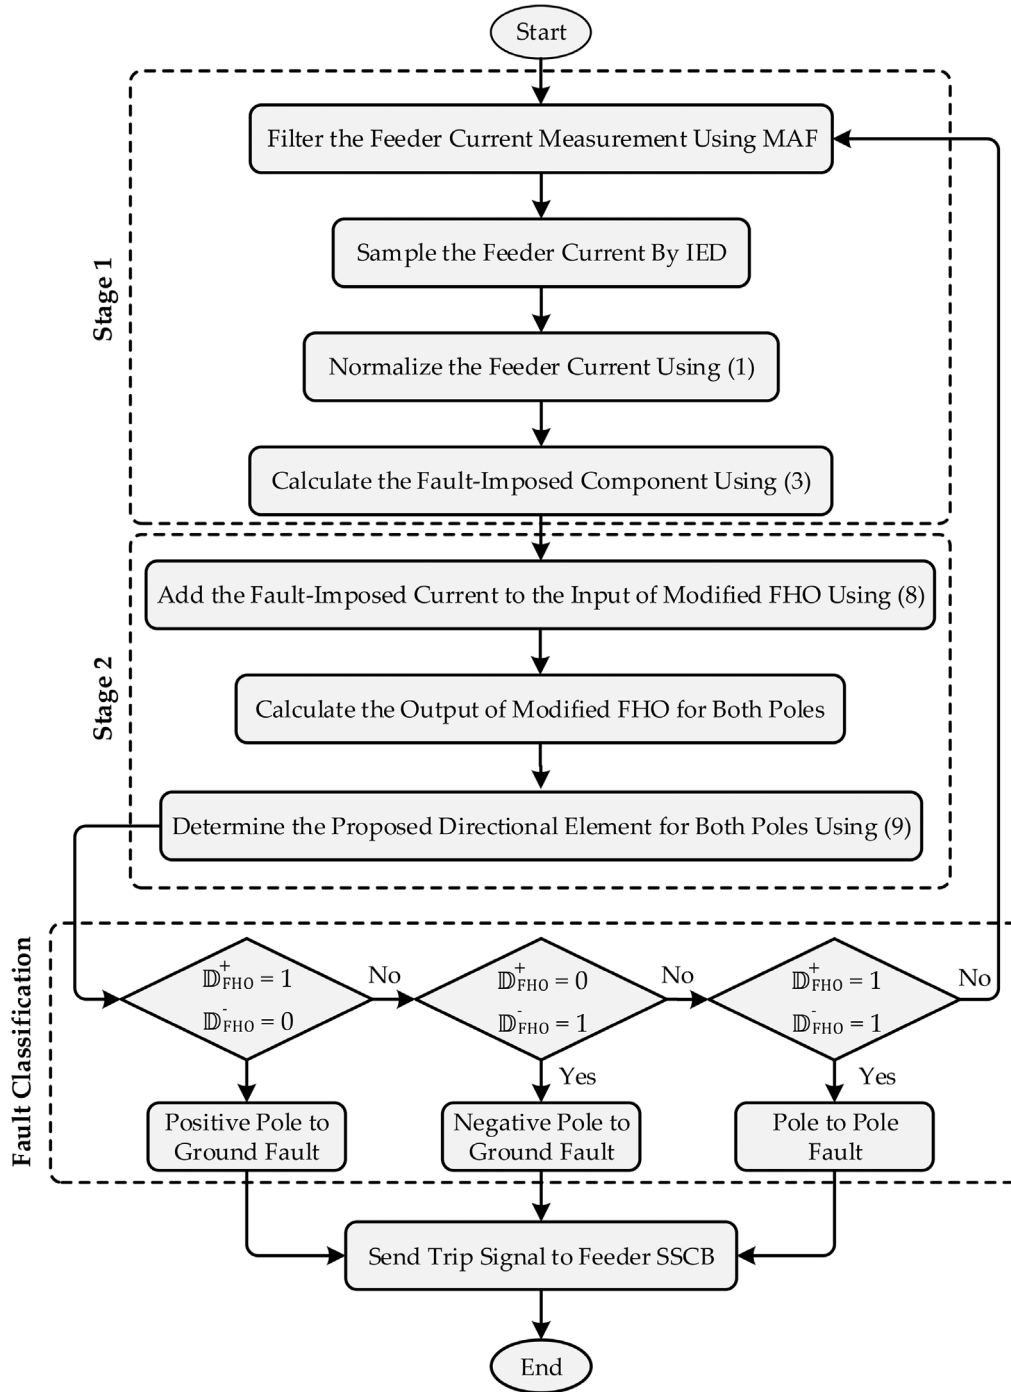 Start
Stage 1
Filter the Feeder Current Measurement Using MAF
Sample the Feeder Current By IED
Normalize the Feeder Current Using (1)
Calculate the Fault-Imposed Component Using (3)
Stage 2
Add the Fault-Imposed Current to the Input of Modified FHO Using (8)
Calculate the Output of Modified FHO for Both Poles
Determine the Proposed Directional Element for Both Poles Using (9)
Fault Classification
𝔻⁺FHO = 1
𝔻⁻FHO = 0
No
𝔻⁺FHO = 0
𝔻⁻FHO = 1
No
𝔻⁺FHO = 1
𝔻⁻FHO = 1
No
Yes
Yes
Positive Pole to
Ground Fault
Negative Pole to
Ground Fault
Pole to Pole
Fault
Send Trip Signal to Feeder SSCB
End